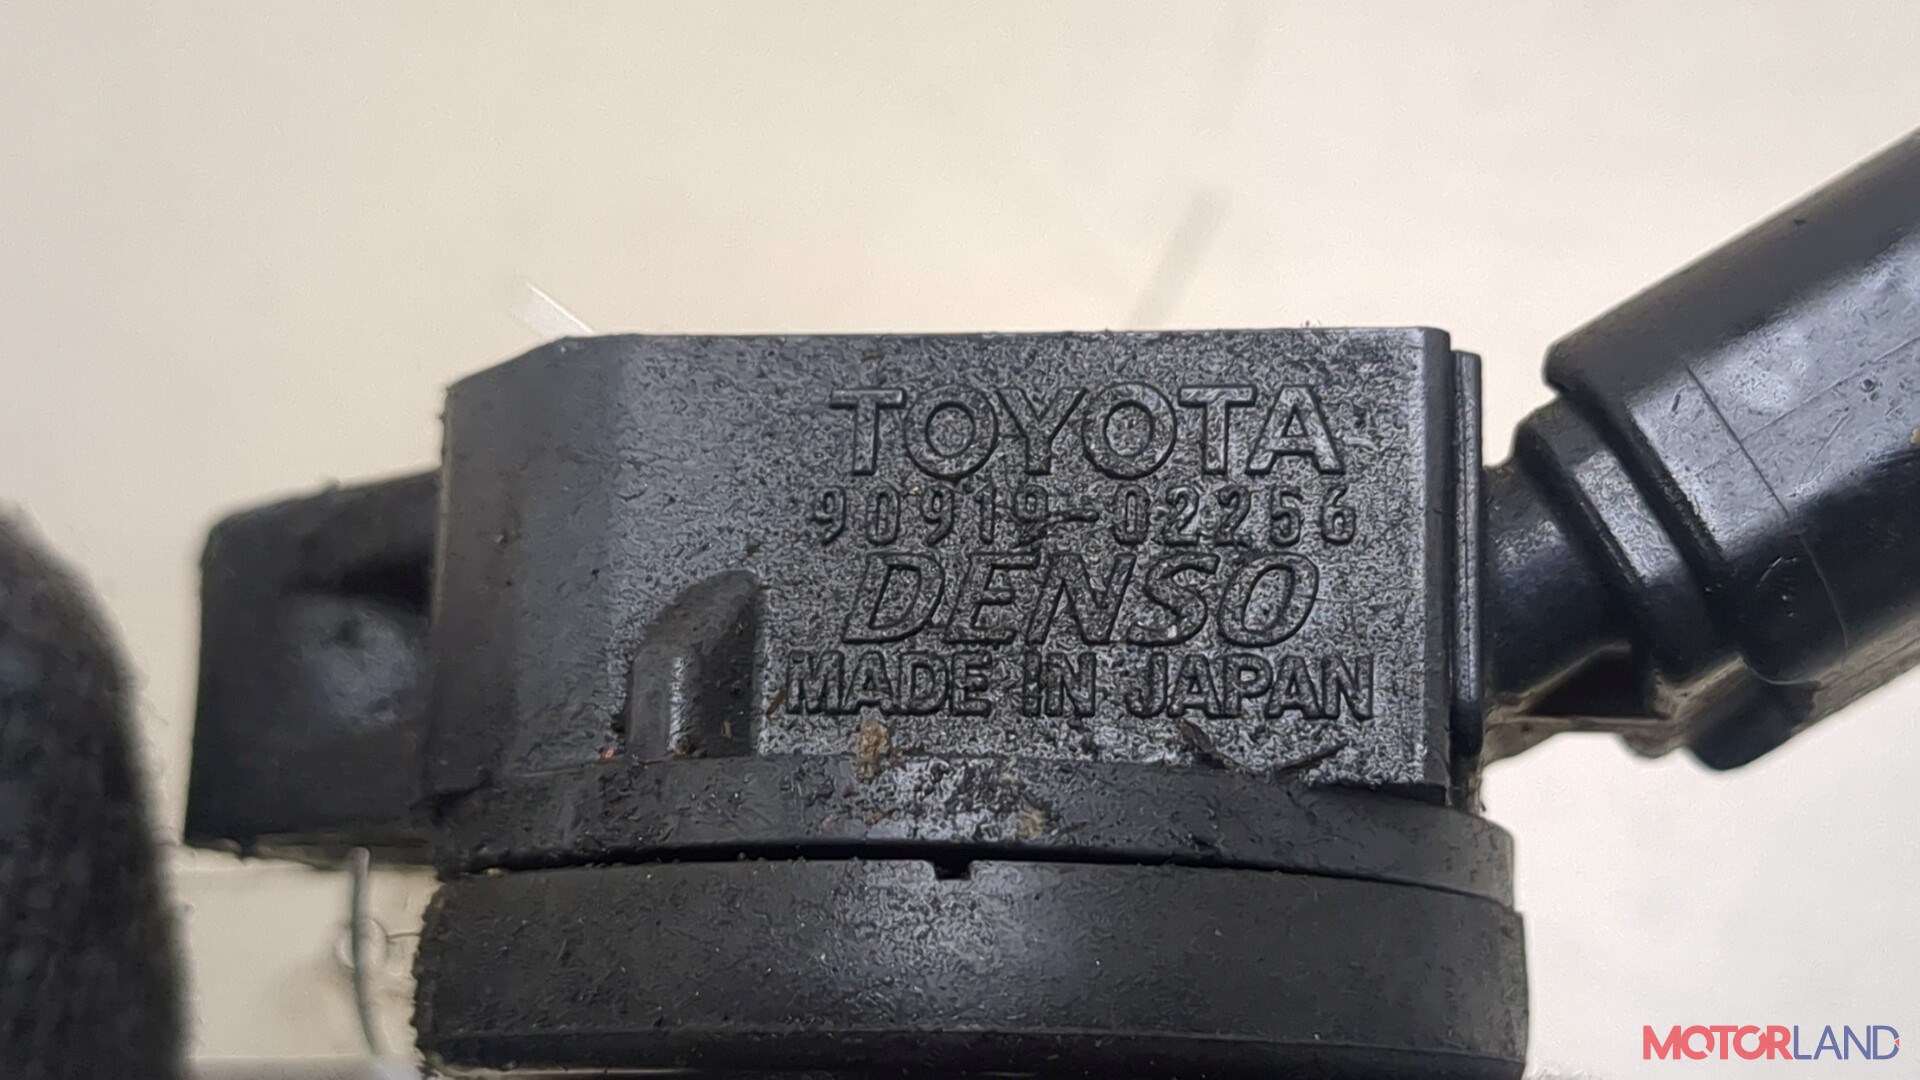 TOYOTA
90919-02256
DENSO
MADE IN JAPAN
MOTORLAND